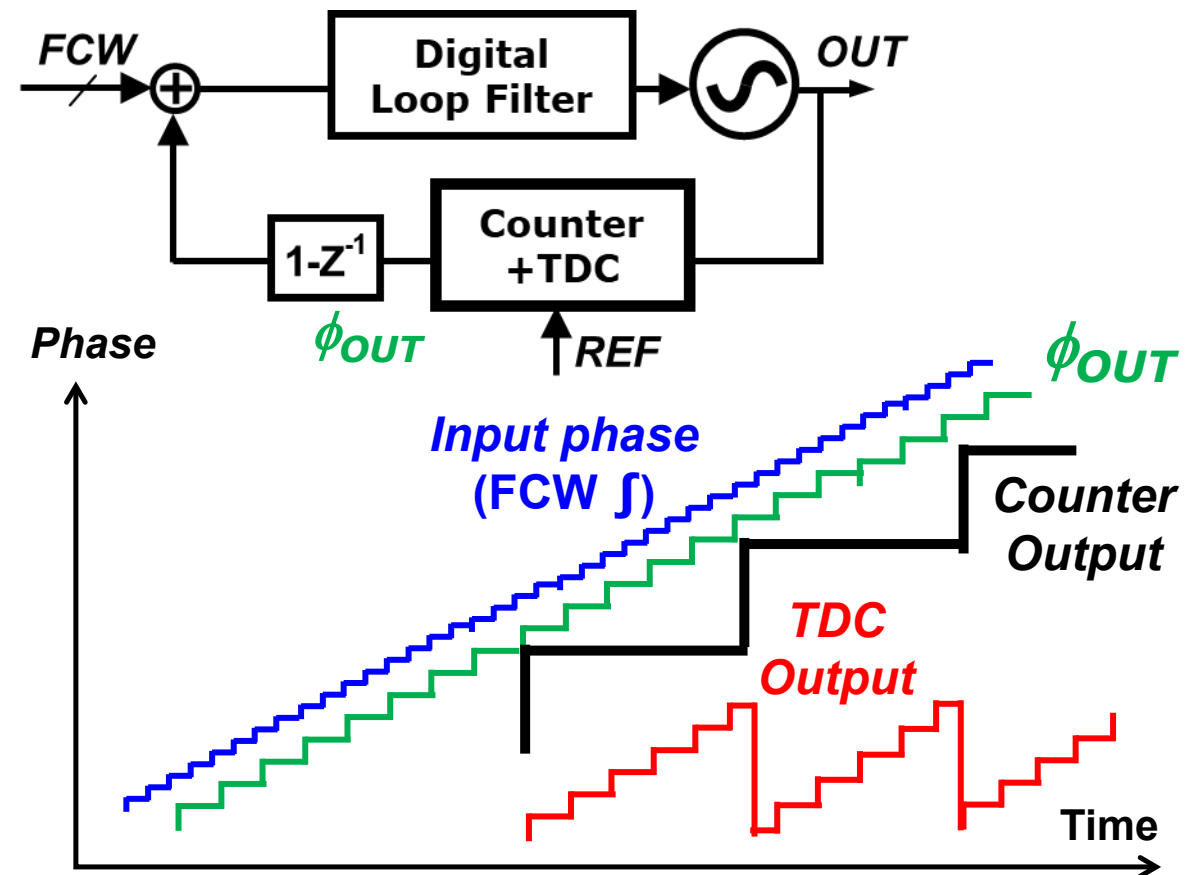 FCW
Digital
Loop Filter
OUT
1-Z⁻¹
Counter
+TDC
ϕOUT
REF
Phase
ϕOUT
Input phase
(FCW ∫)
Counter
Output
TDC
Output
Time